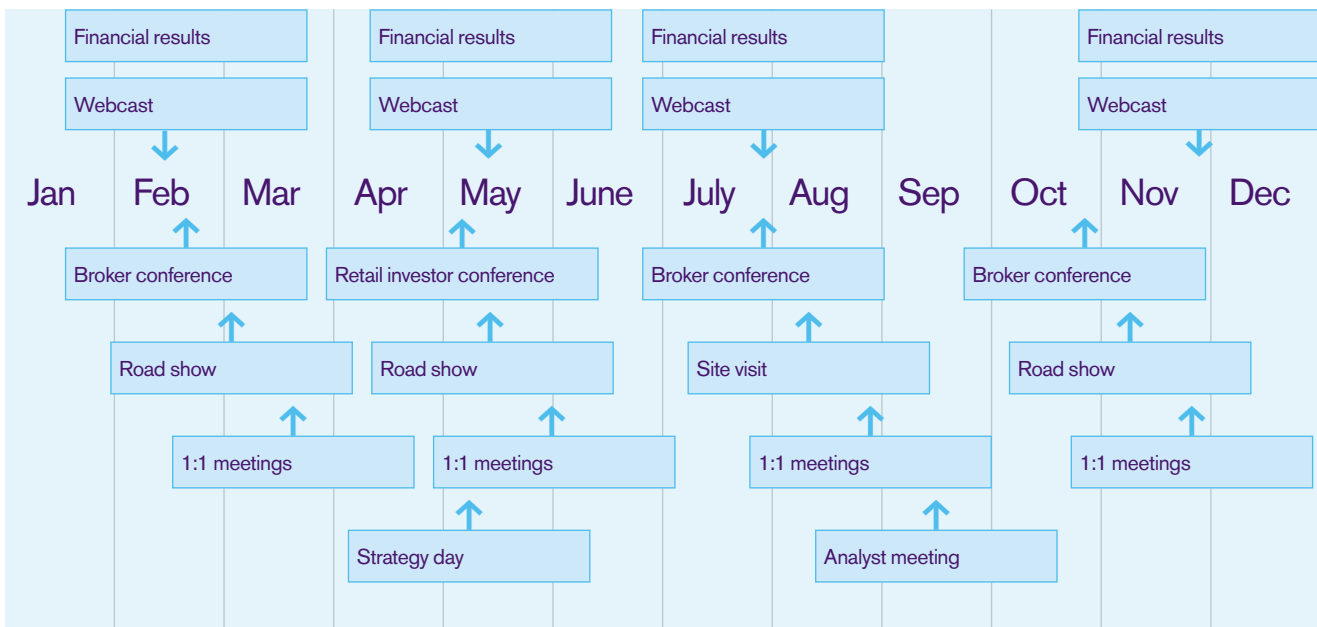 Financial results Financial results Financial results Financial results
Webcast Webcast Webcast Webcast
Jan Feb Mar Apr May June July Aug Sep Oct Nov Dec
Broker conference Retail investor conference Broker conference Broker conference
Road show Road show Site visit Road show
1:1 meetings 1:1 meetings 1:1 meetings 1:1 meetings
Strategy day Analyst meeting